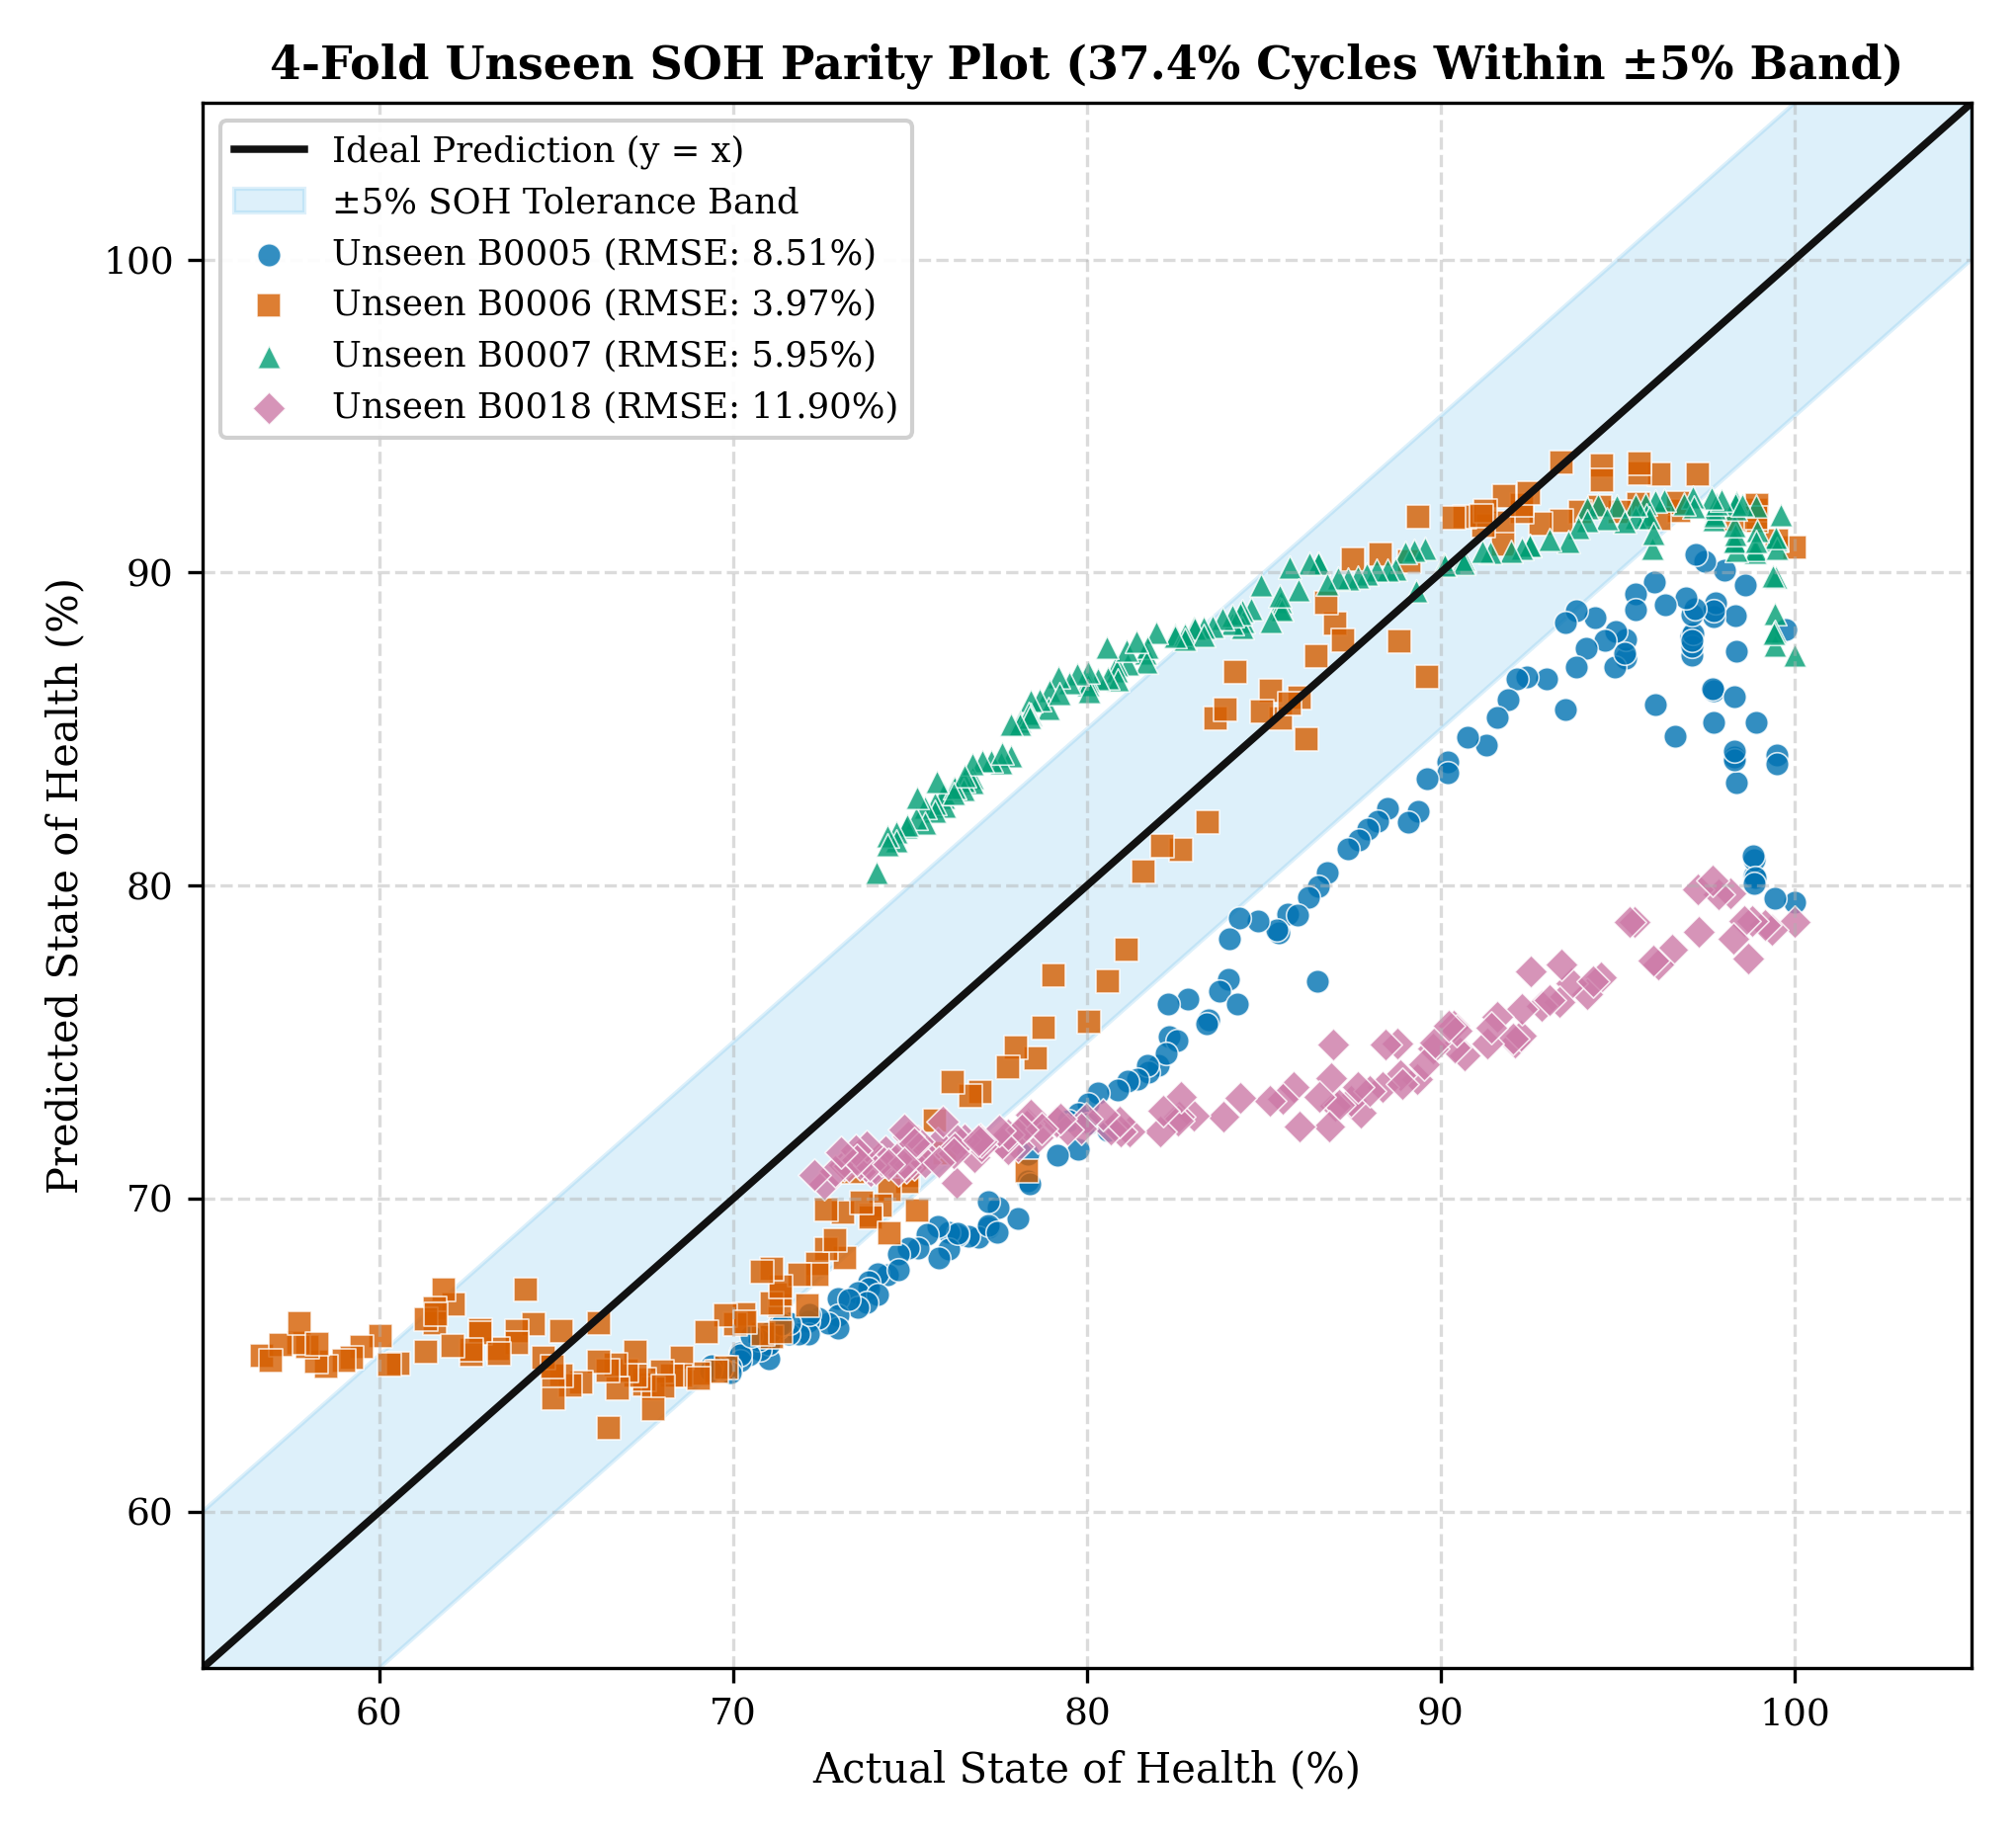 4-Fold Unseen SOH Parity Plot (37.4% Cycles Within ±5% Band)
Ideal Prediction (y = x)
±5% SOH Tolerance Band
Unseen B0005 (RMSE: 8.51%)
Unseen B0006 (RMSE: 3.97%)
Unseen B0007 (RMSE: 5.95%)
Unseen B0018 (RMSE: 11.90%)
Predicted State of Health (%)
100
90
80
70
60
60 70 80 90 100
Actual State of Health (%)